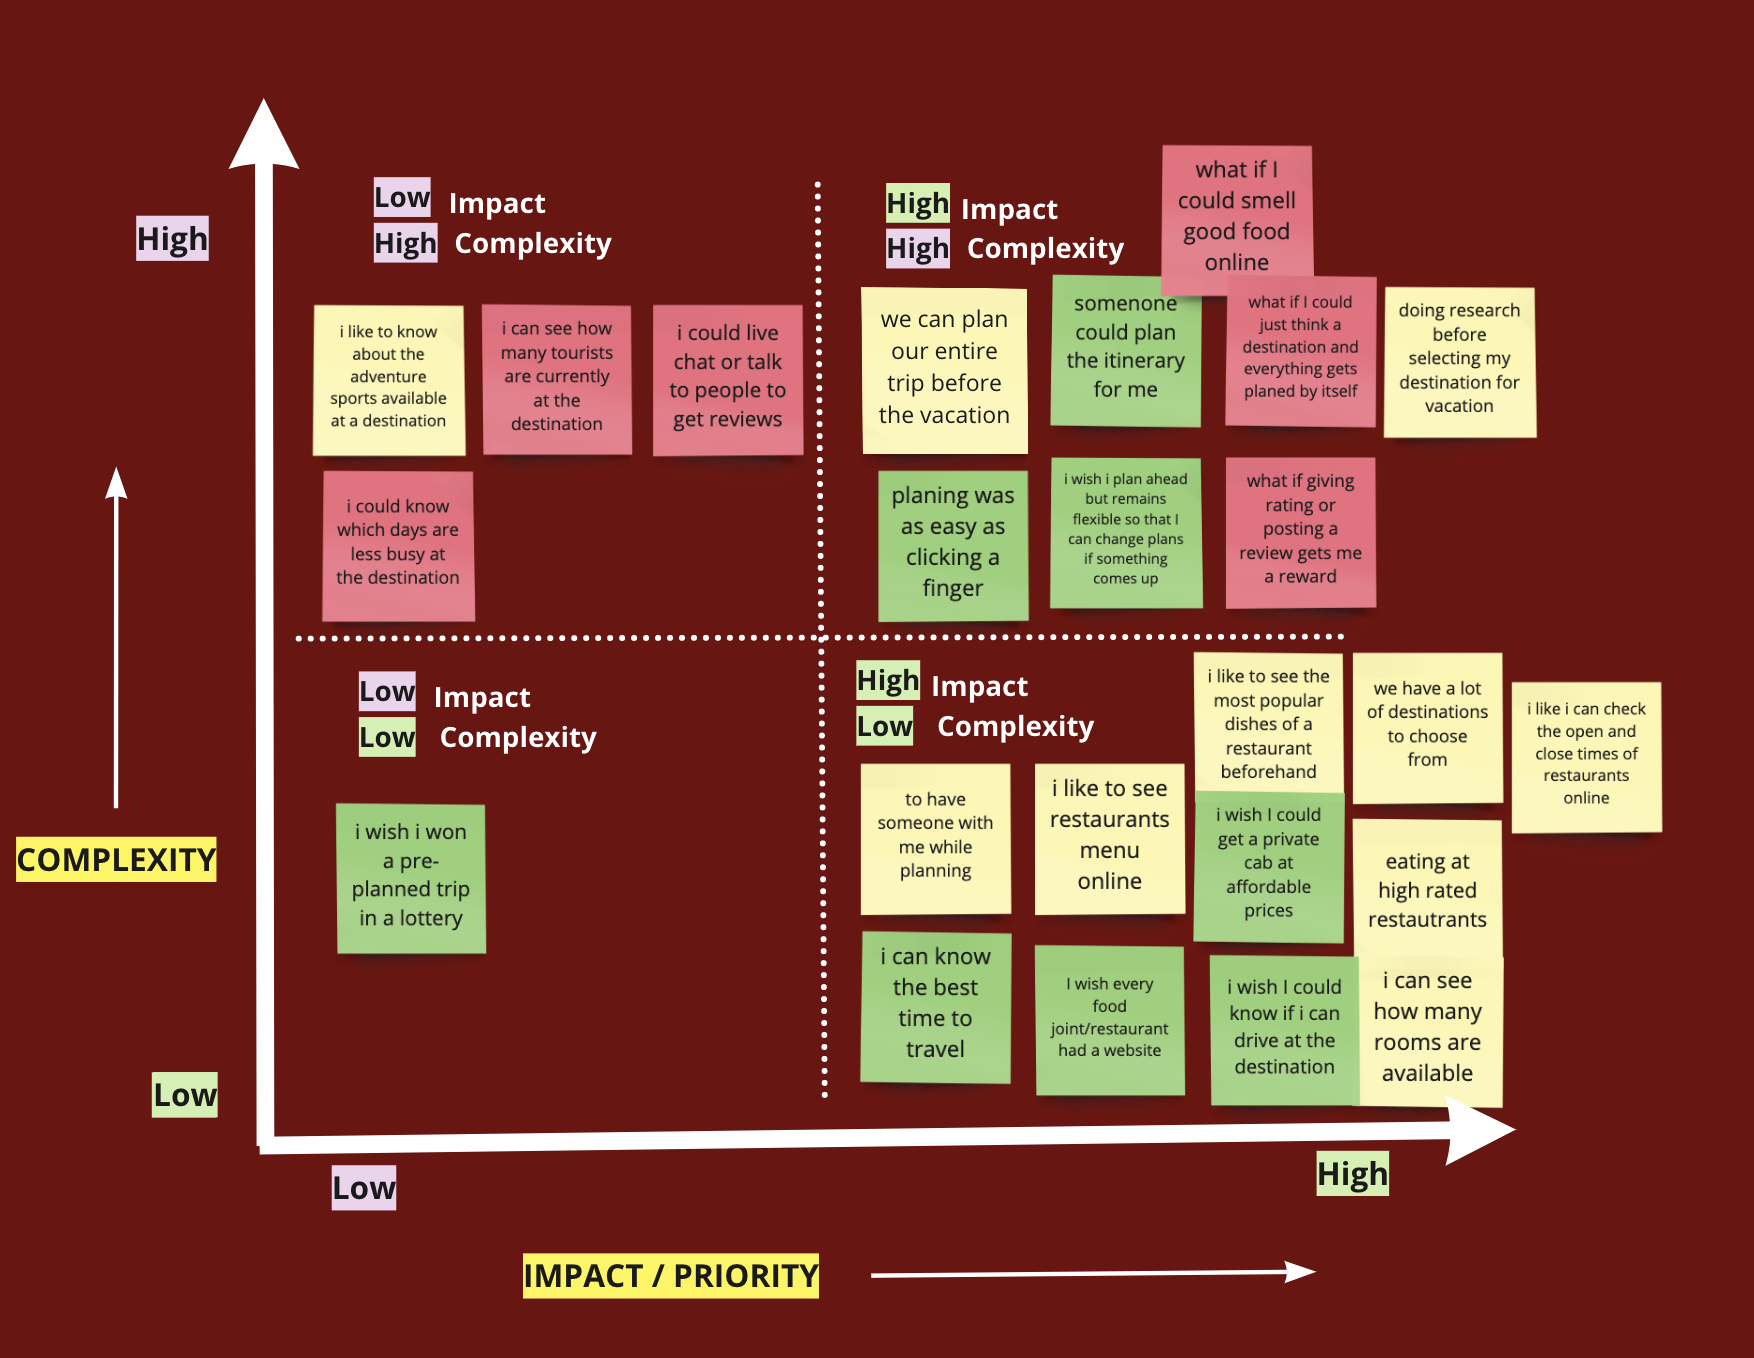 Low Impact
High Complexity
High
i like to know
about the
adventure
sports available
at a destination
i can see how
many tourists
are currently
at the
destination
i could live
chat or talk
to people to
get reviews
i could know
which days are
less busy at
the destination
High Impact
High Complexity
what if I
could smell
good food
online
we can plan
our entire
trip before
the vacation
somenone
could plan
the itinerary
for me
what if I could
just think a
destination and
everything gets
planed by itself
doing research
before
selecting my
destination for
vacation
planing was
as easy as
clicking a
finger
i wish i plan ahead
but remains
flexible so that I
can change plans
if something
comes up
what if giving
rating or
posting a
review gets me
a reward
COMPLEXITY
Low Impact
Low Complexity
i wish i won
a pre-
planned trip
in a lottery
High Impact
Low Complexity
i like to see the
most popular
dishes of a
restaurant
beforehand
we have a lot
of destinations
to choose
from
i like i can check
the open and
close times of
restaurants
online
to have
someone with
me while
planning
i like to see
restaurants
menu
online
i wish I could
get a private
cab at
affordable
prices
eating at
high rated
restautrants
i can know
the best
time to
travel
I wish every
food
joint/restaurant
had a website
i wish I could
know if i can
drive at the
destination
i can see
how many
rooms are
available
Low
Low
High
IMPACT / PRIORITY